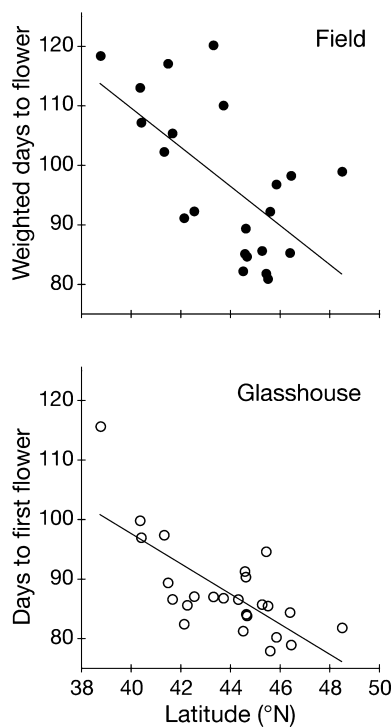 Field
Weighted days to flower
120
110
100
90
80
Glasshouse
Days to first flower
120
110
100
90
80
38 40 42 44 46 48 50
Latitude (°N)